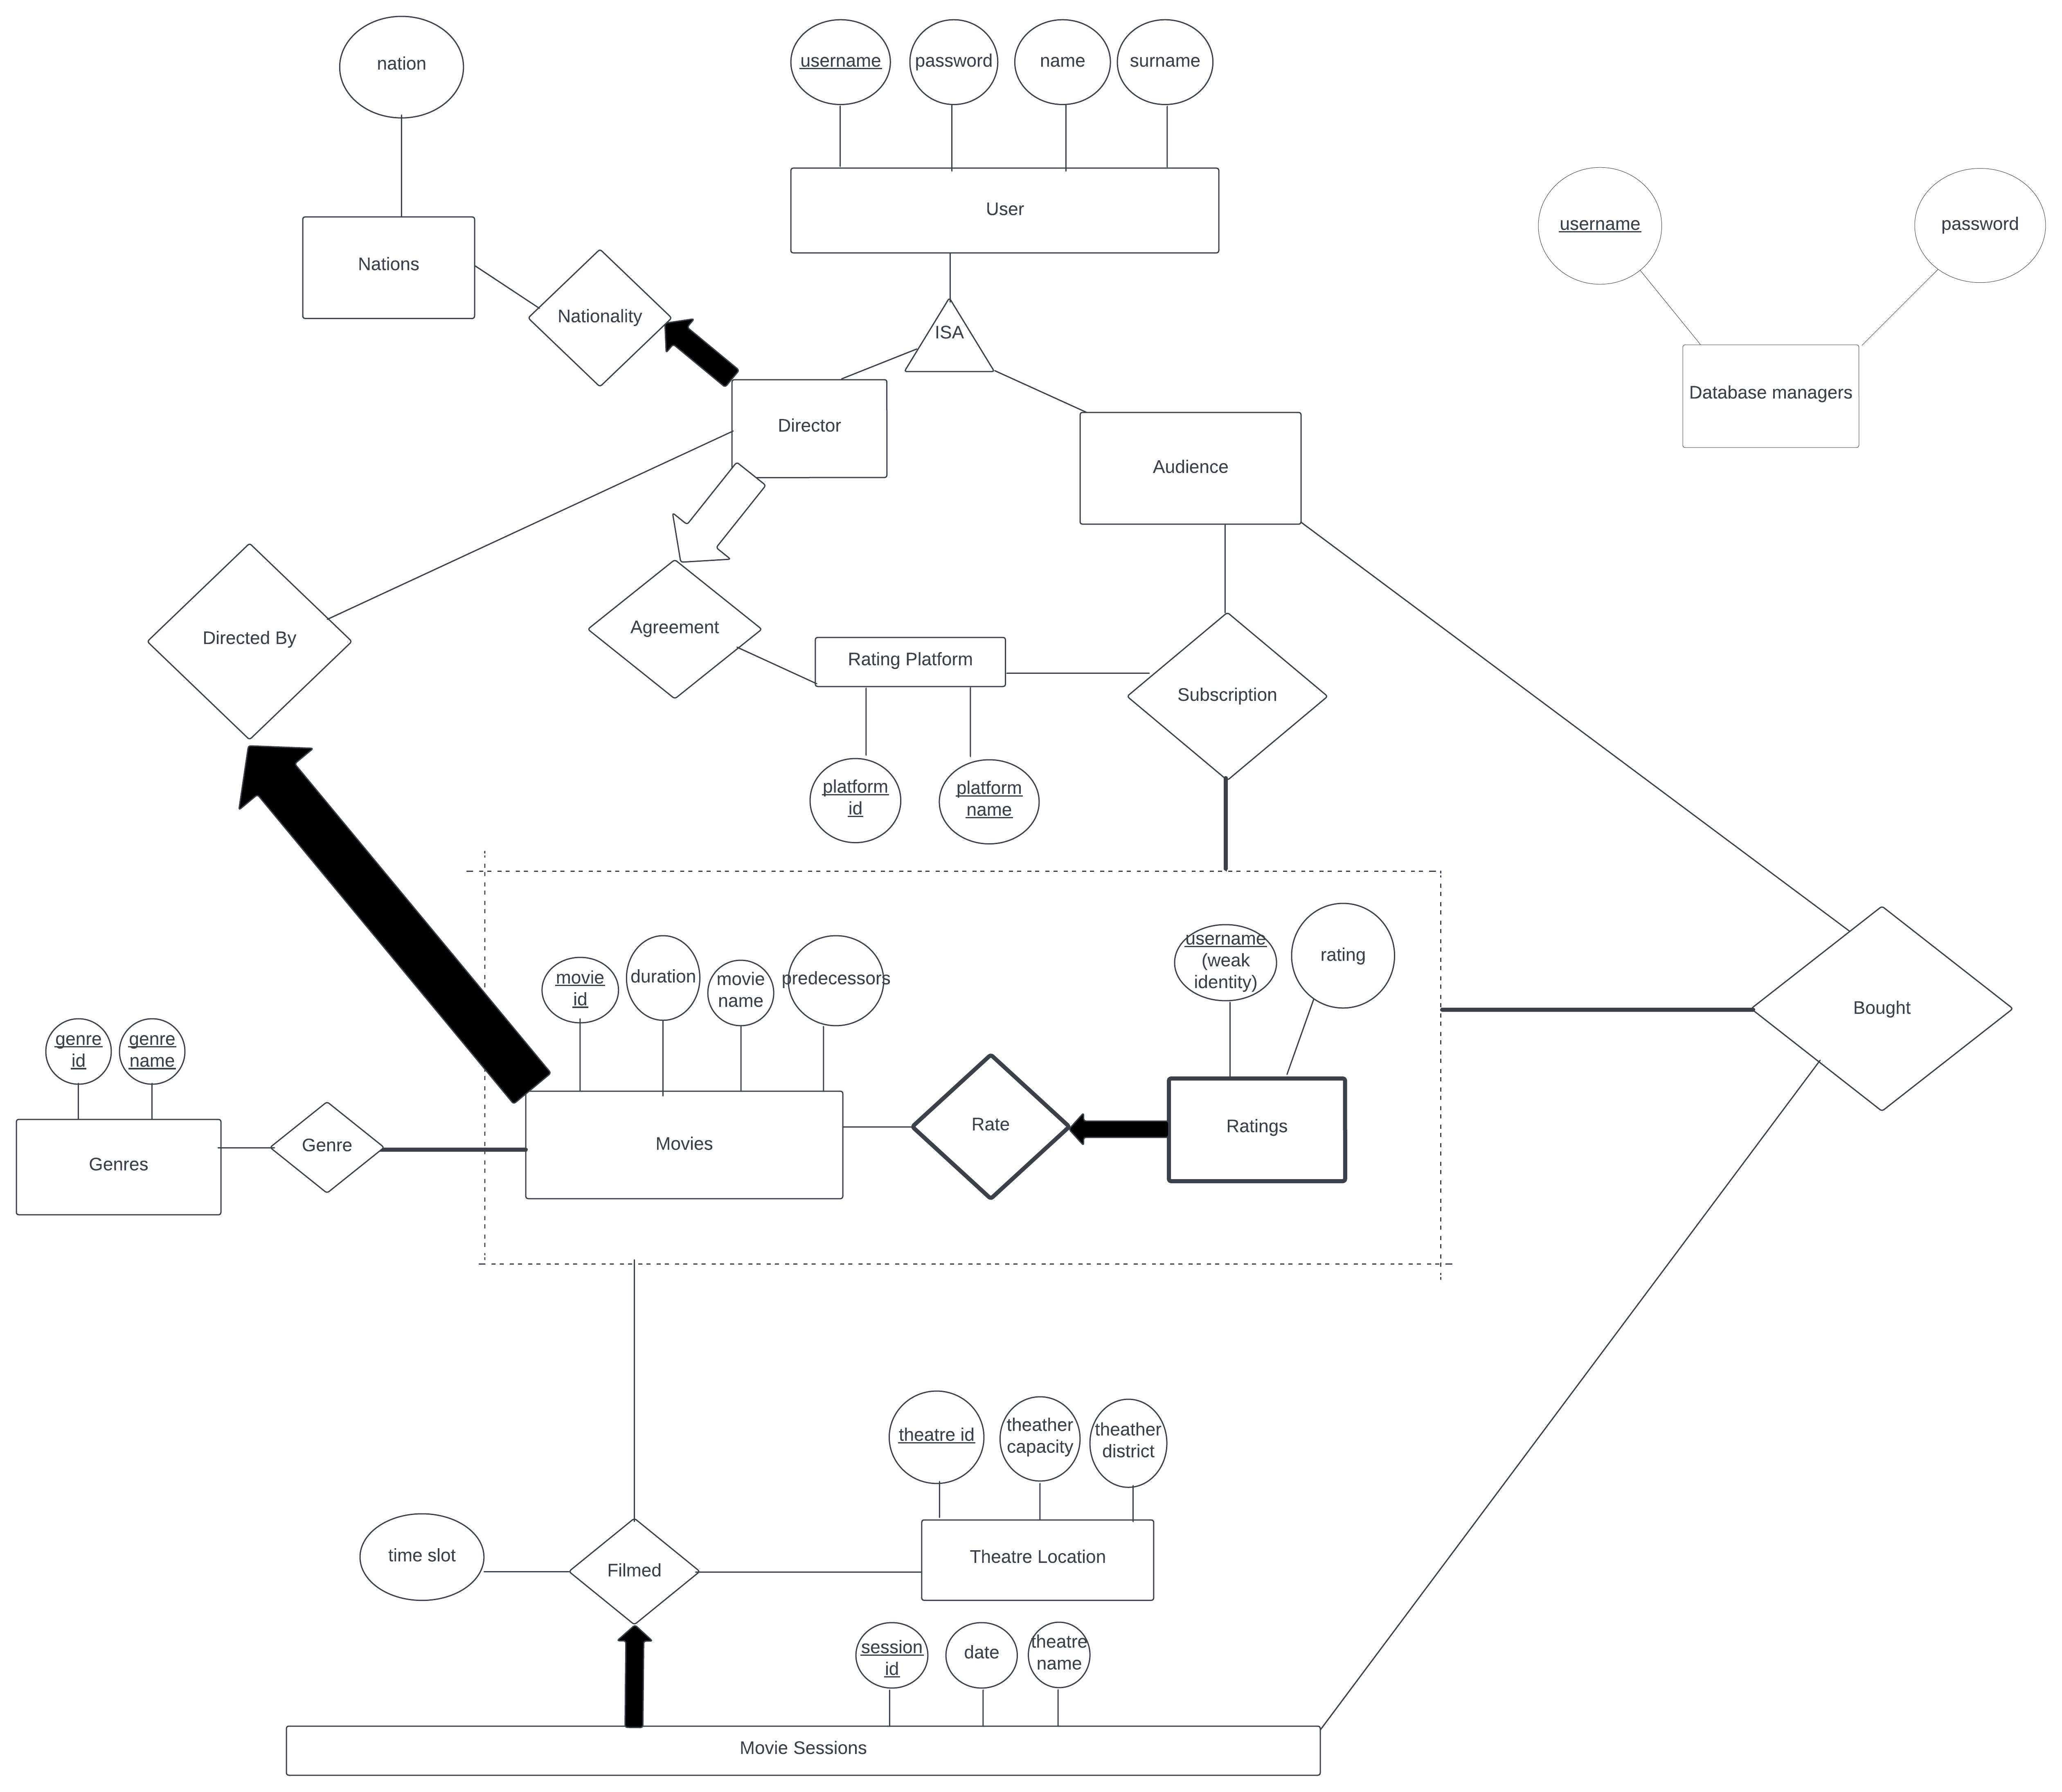 nation
username
password
name
surname
User
username
password
Nations
Nationality
ISA
Database managers
Director
Audience
Directed By
Agreement
Rating Platform
Subscription
platform
id
platform
name
movie
id
duration
movie
name
predecessors
username
(weak
identity)
rating
Bought
genre
id
genre
name
Genres
Genre
Movies
Rate
Ratings
theatre id
theather
capacity
theather
district
time slot
Filmed
Theatre Location
session
id
date
theatre
name
Movie Sessions